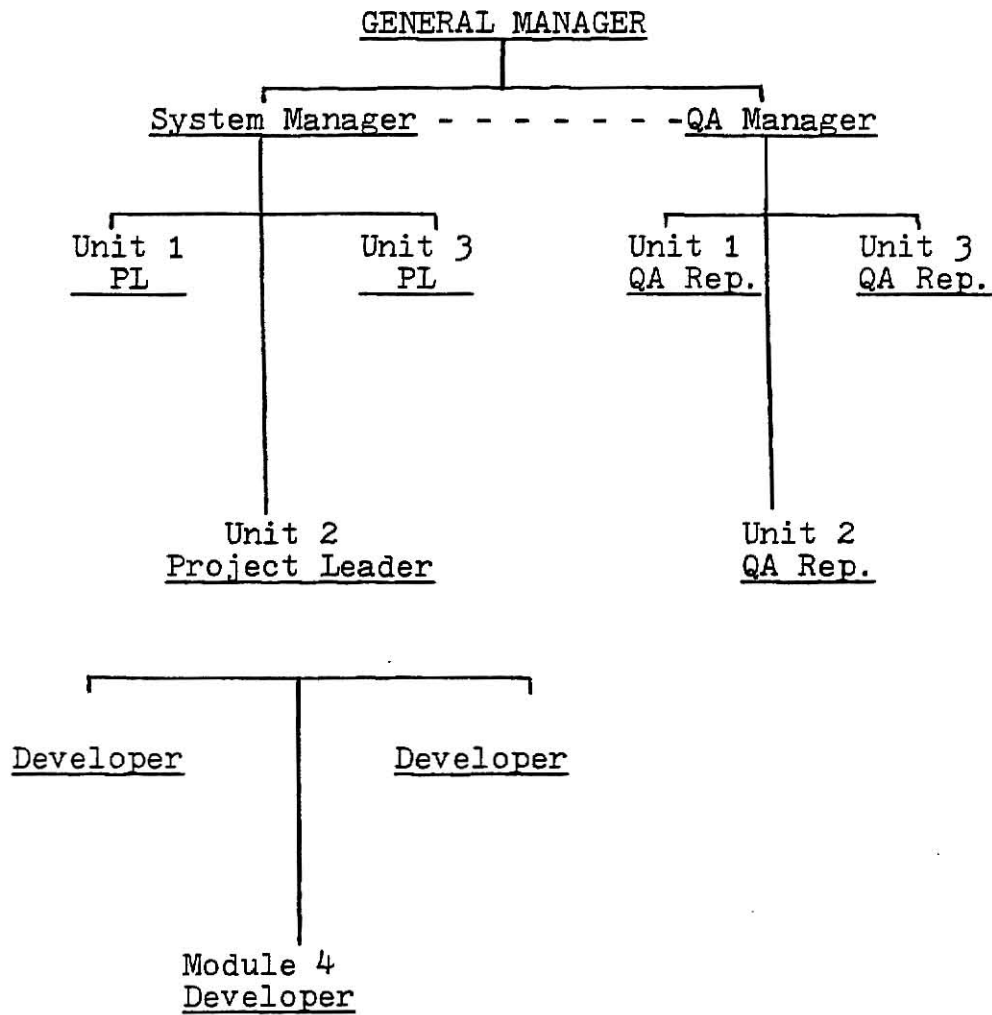 GENERAL MANAGER
System Manager - - - - - - -QA Manager
Unit 1 Unit 3 Unit 1 Unit 3
PL PL QA Rep. QA Rep.
Unit 2 Unit 2
Project Leader QA Rep.
Developer Developer
Module 4
Developer